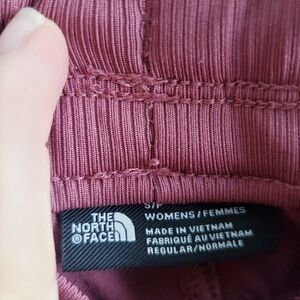 THE
NORTH
®FACE
S/P
WOMENS/FEMMES
MADE IN VIETNAM
FABRIQUÉ AU VIETNAM
REGULAR/NORMALE